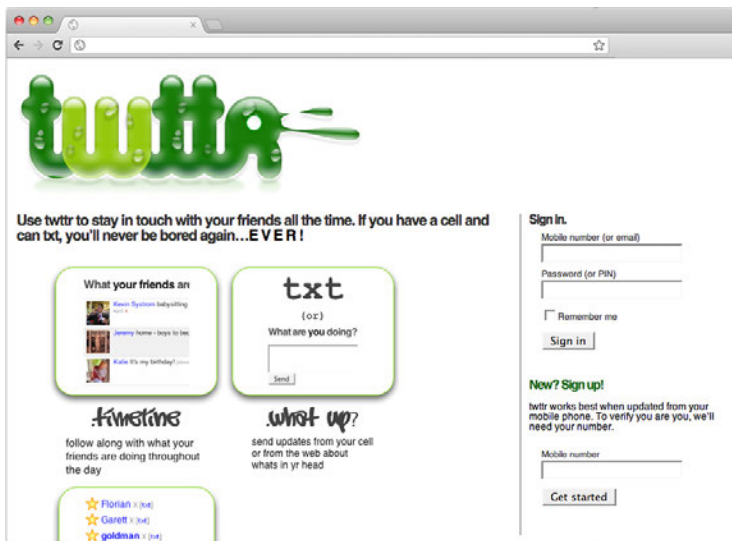 twttr
Use twttr to stay in touch with your friends all the time. If you have a cell and
can txt, you'll never be bored again...EVER!
What your friends are
Kevin Systrom babysitting
Jeremy home - boys to bed
Katie It's my birthday!
.timeline
follow along with what your
friends are doing throughout
the day
txt
(or)
What are you doing?
Send
.what up?
send updates from your cell
or from the web about
whats in yr head
Florian x [txt]
Garett x [txt]
goldman x [txt]
Sign in.
Mobile number (or email)
Password (or PIN)
Remember me
Sign in
New? Sign up!
twttr works best when updated from your
mobile phone. To verify you are you, we'll
need your number.
Mobile number
Get started